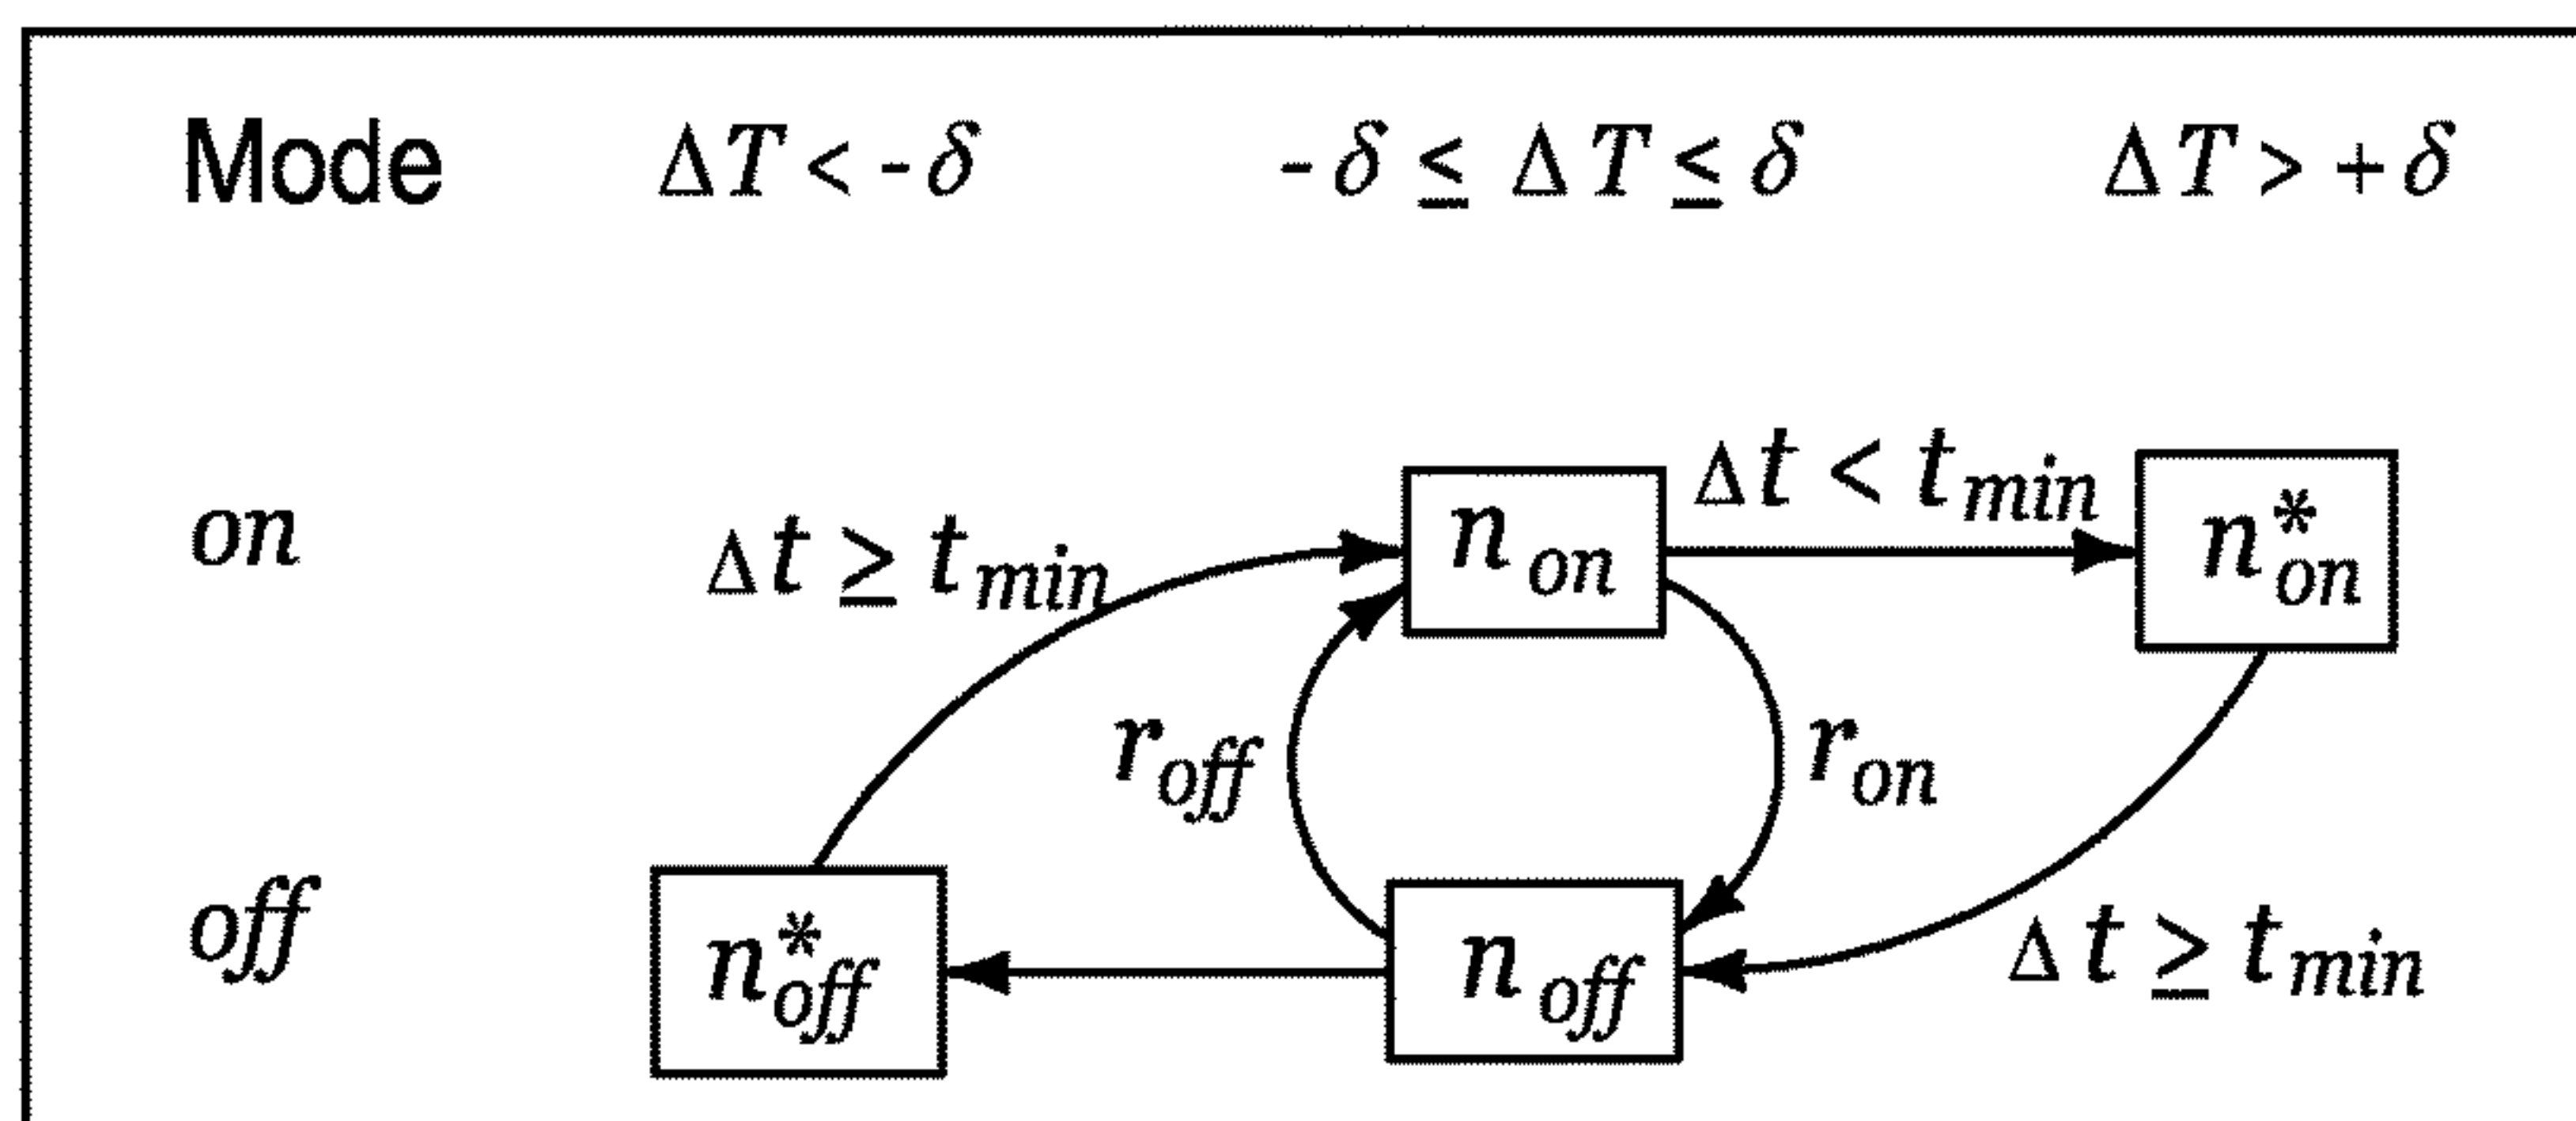 Mode ΔT < -δ -δ ≤ ΔT ≤ δ ΔT > +δ
on Δt ≥ t_min n_on Δt < t_min n*_on
r_off r_on
off n*_off n_off Δt ≥ t_min